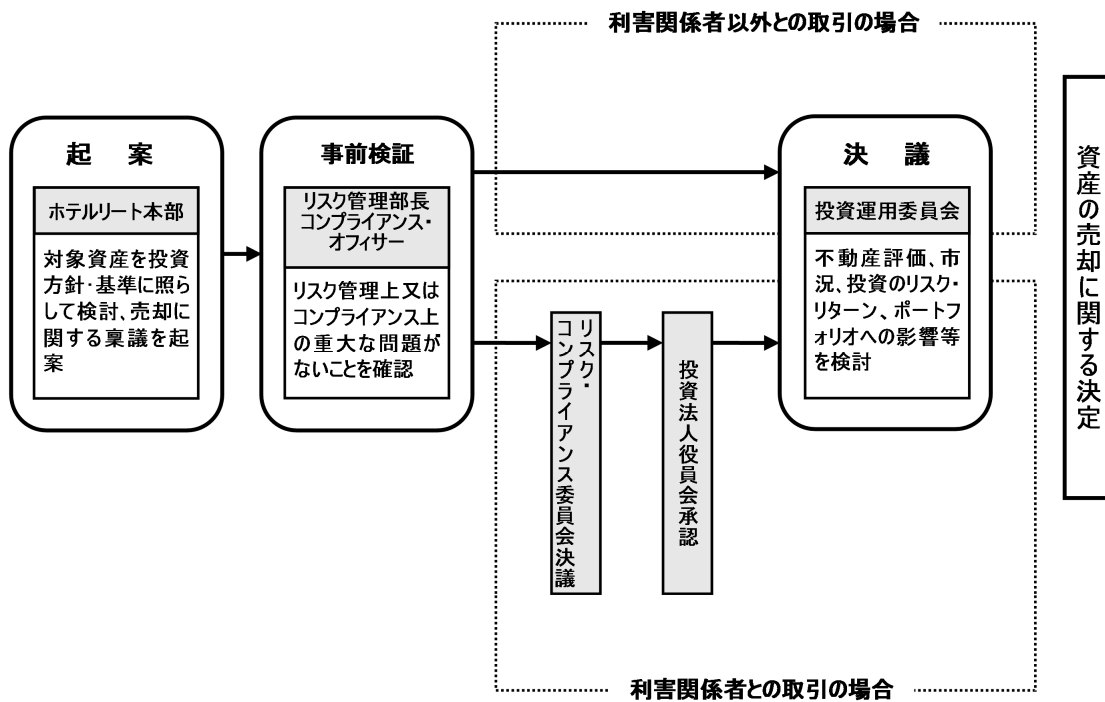 利害関係者以外との取引の場合
起 案
ホテルリート本部
対象資産を投資
方針・基準に照ら
して検討、売却に
関する稟議を起
案
事前検証
リスク管理部長
コンプライアンス・
オフィサー
リスク管理上又は
コンプライアンス上
の重大な問題が
ないことを確認
リスク・
コンプライアンス委員会決議
投資法人役員会承認
決 議
投資運用委員会
不動産評価、市
況、投資のリスク・
リターン、ポートフ
ォリオへの影響等
を検討
資産の売却に関する決定
利害関係者との取引の場合